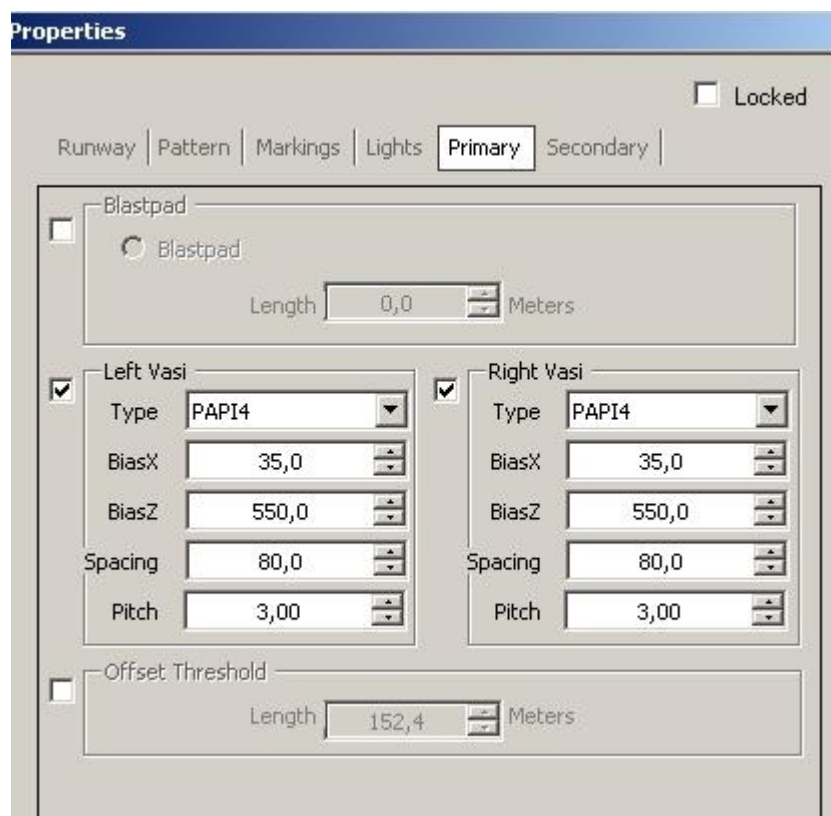 Properties
Locked
Runway Pattern Markings Lights Primary Secondary
Blastpad
Blastpad
Length 0,0 Meters
Left Vasi Right Vasi
Type PAPI4 Type PAPI4
BiasX 35,0 BiasX 35,0
BiasZ 550,0 BiasZ 550,0
Spacing 80,0 Spacing 80,0
Pitch 3,00 Pitch 3,00
Offset Threshold
Length 152,4 Meters